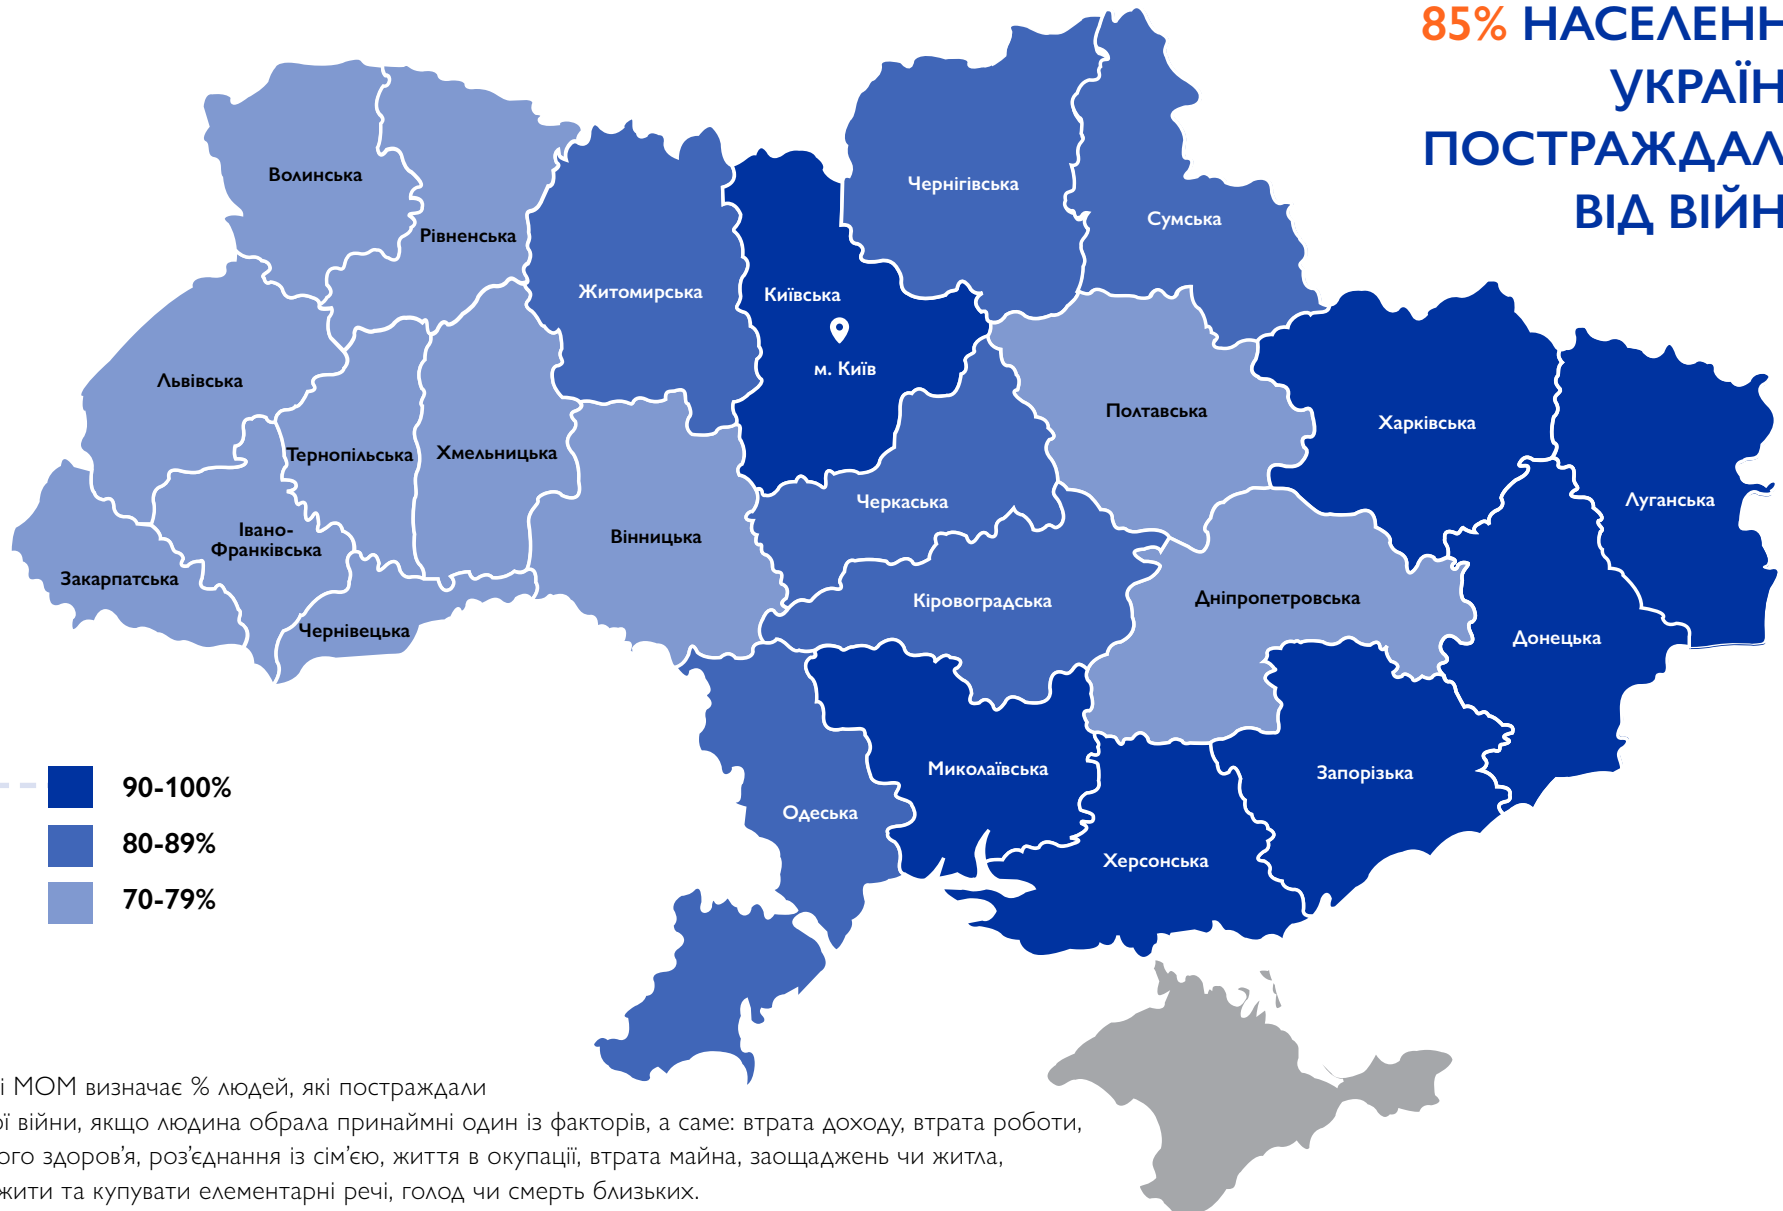 85% НАСЕЛЕНН
УКРАЇН
ПОСТРАЖДАЛ
ВІД ВІЙН
Волинська
Рівненська
Житомирська
Київська
м. Київ
Чернігівська
Сумська
Львівська
Тернопільська
Хмельницька
Полтавська
Харківська
Луганська
Черкаська
Івано-
Франківська
Вінницька
Закарпатська
Чернівецька
Кіровоградська
Дніпропетровська
Донецька
Миколаївська
Запорізька
Одеська
Херсонська
90-100%
80-89%
70-79%
і МОМ визначає % людей, які постраждали
ої війни, якщо людина обрала принаймні один із факторів, а саме: втрата доходу, втрата роботи,
ого здоров’я, роз’єднання із сім’єю, життя в окупації, втрата майна, заощаджень чи житла,
жити та купувати елементарні речі, голод чи смерть близьких.